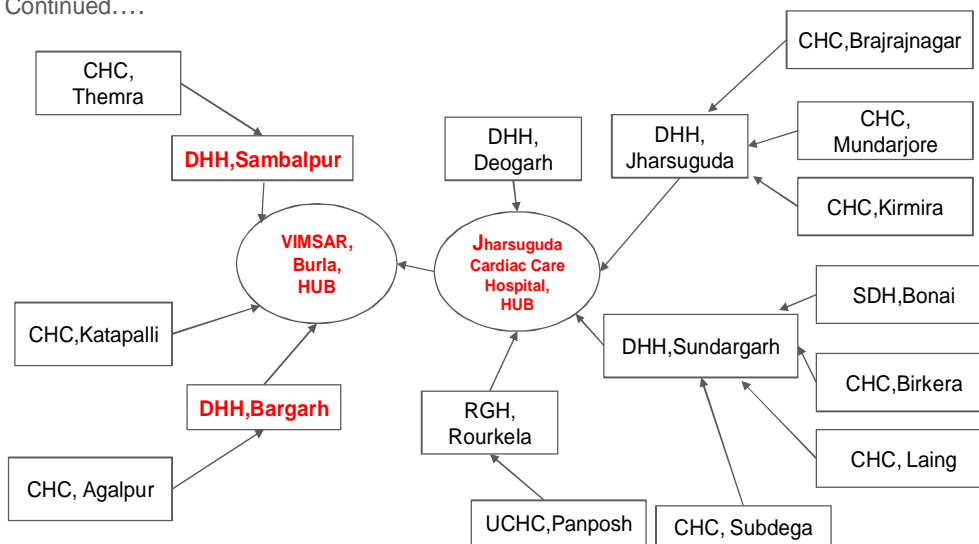 Continued....
CHC,
Themra
DHH,Sambalpur
VIMSAR,
Burla,
HUB
CHC,Katapalli
DHH,Bargarh
CHC, Agalpur
DHH,
Deogarh
Jharsuguda
Cardiac Care
Hospital,
HUB
RGH,
Rourkela
UCHC,Panposh
DHH,
Jharsuguda
CHC,Brajrajnagar
CHC,
Mundarjore
CHC,Kirmira
DHH,Sundargarh
SDH,Bonai
CHC,Birkera
CHC, Laing
CHC, Subdega